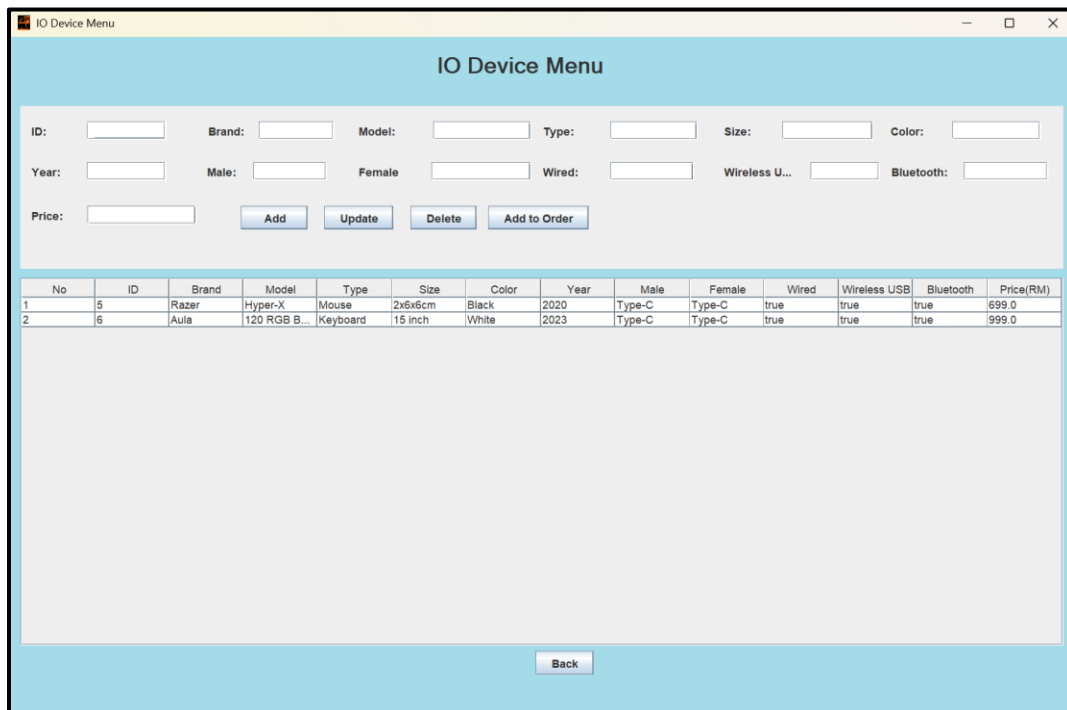 IO Device Menu
IO Device Menu
ID: Brand: Model: Type: Size: Color:
Year: Male: Female Wired: Wireless U... Bluetooth:
Price: Add Update Delete Add to Order
No ID Brand Model Type Size Color Year Male Female Wired Wireless USB Bluetooth Price(RM)
1 5 Razer Hyper-X Mouse 2x6x6cm Black 2020 Type-C Type-C true true true 699.0
2 6 Aula 120 RGB B... Keyboard 15 inch White 2023 Type-C Type-C true true true 999.0
Back